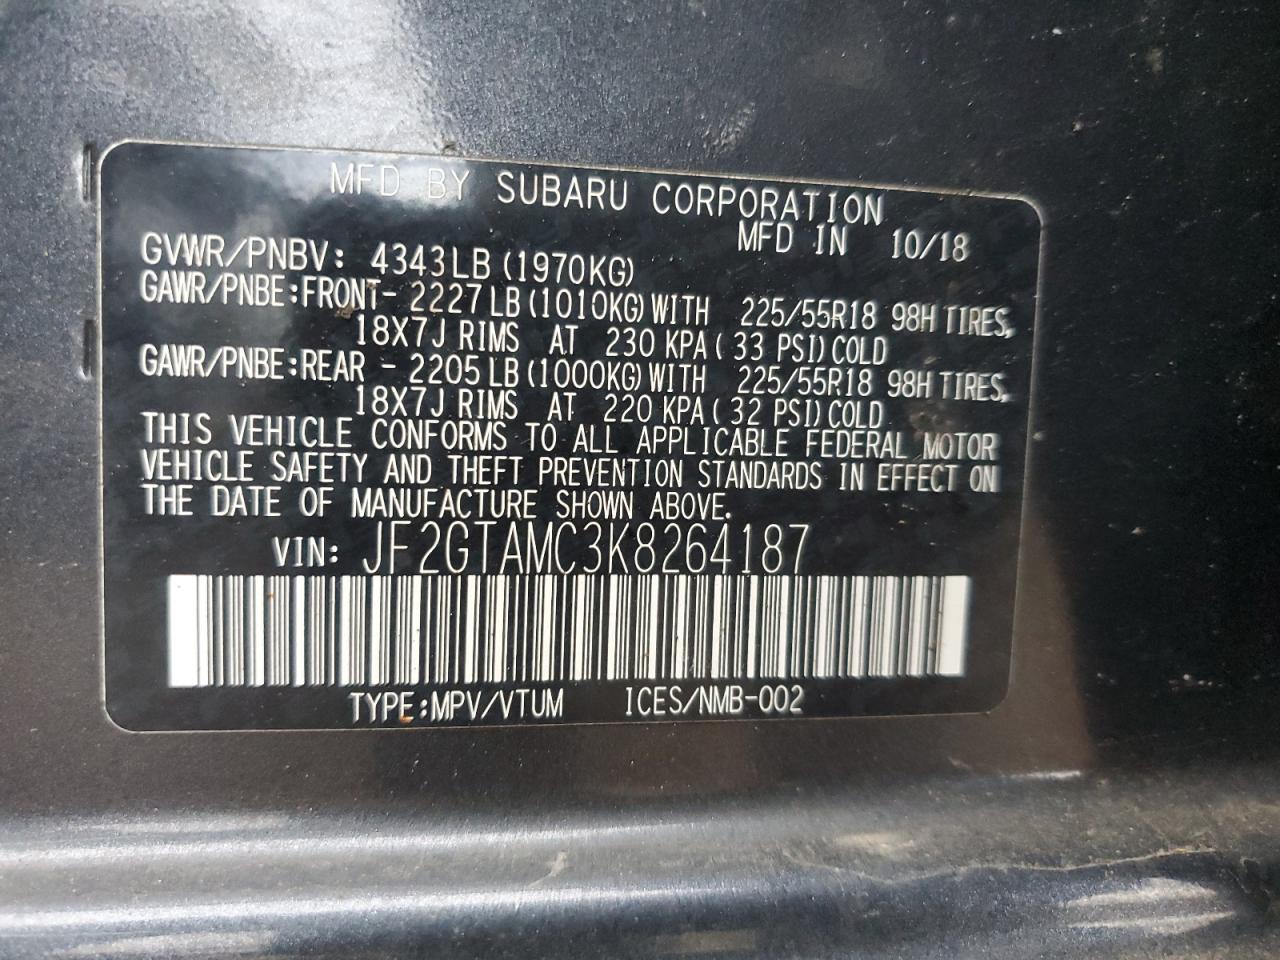 MFD BY SUBARU CORPORATION
MFD IN 10/18
GVWR/PNBV: 4343LB (1970KG)
GAWR/PNBE:FRONT- 2227LB(1010KG)WITH 225/55R18 98H TIRES,
18X7J RIMS AT 230 KPA( 33 PSI)COLD
GAWR/PNBE:REAR - 2205LB(1000KG)WITH 225/55R18 98H TIRES,
18X7J RIMS AT 220 KPA( 32 PSI)COLD
THIS VEHICLE CONFORMS TO ALL APPLICABLE FEDERAL MOTOR
VEHICLE SAFETY AND THEFT PREVENTION STANDARDS IN EFFECT ON
THE DATE OF MANUFACTURE SHOWN ABOVE.
VIN: JF2GTAMC3K8264187
TYPE:MPV/VTUM ICES/NMB-002